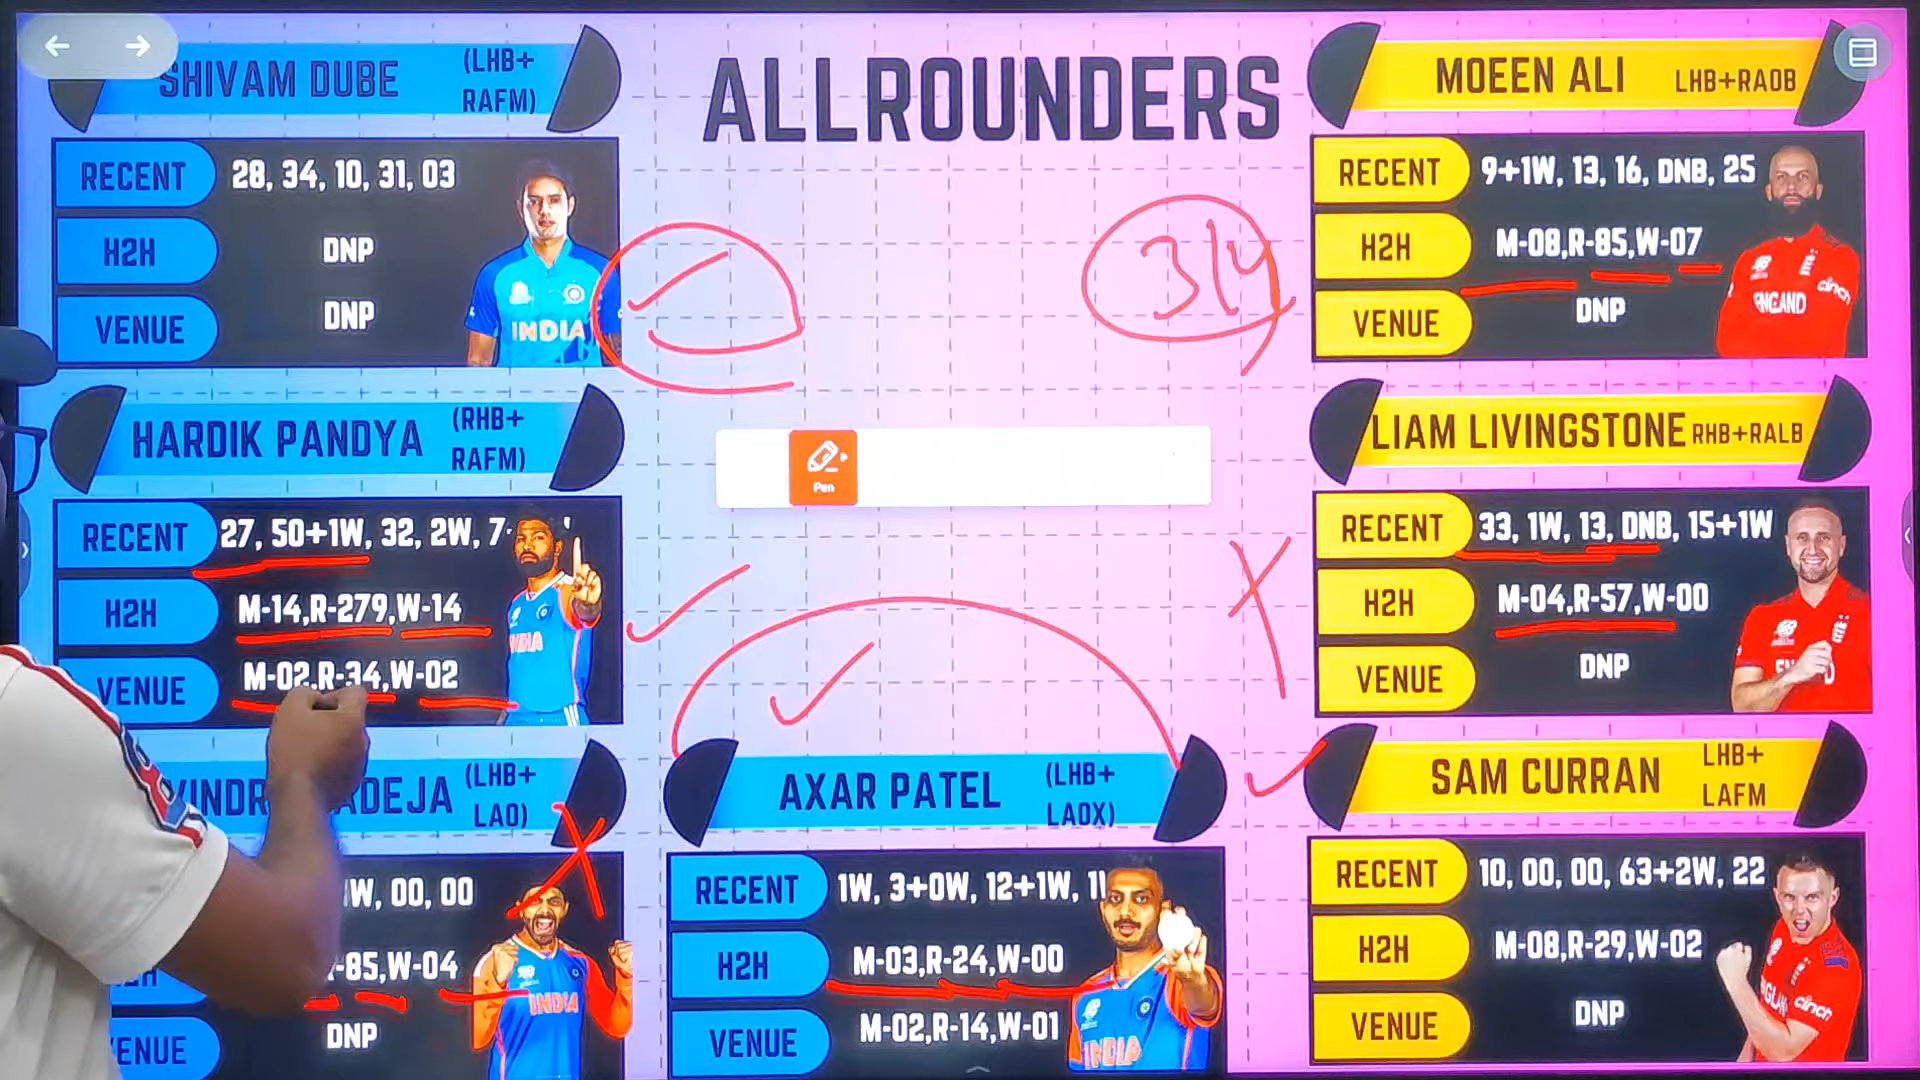 ALLROUNDERS
SHIVAM DUBE
(LHB+
RAFM)
RECENT
28, 34, 10, 31, 03
H2H
DNP
VENUE
DNP
INDIA
MOEEN ALI
LHB+RAOB
RECENT
9+1W, 13, 16, DNB, 25
H2H
M-08,R-85,W-07
VENUE
DNP
cinch
ENGLAND
314
HARDIK PANDYA
(RHB+
RAFM)
RECENT
27, 50+1W, 32, 2W, 7
H2H
M-14,R-279,W-14
VENUE
M-02,R-34,W-02
Pen
LIAM LIVINGSTONE
RHB+RALB
RECENT
33, 1W, 13, DNB, 15+1W
H2H
M-04,R-57,W-00
VENUE
DNP
(LHB+
LAO)
00, 00
-85,W-04
DNP
INDIA
AXAR PATEL
(LHB+
LAOX)
RECENT
1W, 3+0W, 12+1W,
H2H
M-03,R-24,W-00
VENUE
M-02,R-14,W-01
INDIA
SAM CURRAN
LHB+
LAFM
RECENT
10, 00, 00, 63+2W, 22
H2H
M-08,R-29,W-02
VENUE
DNP
cinch